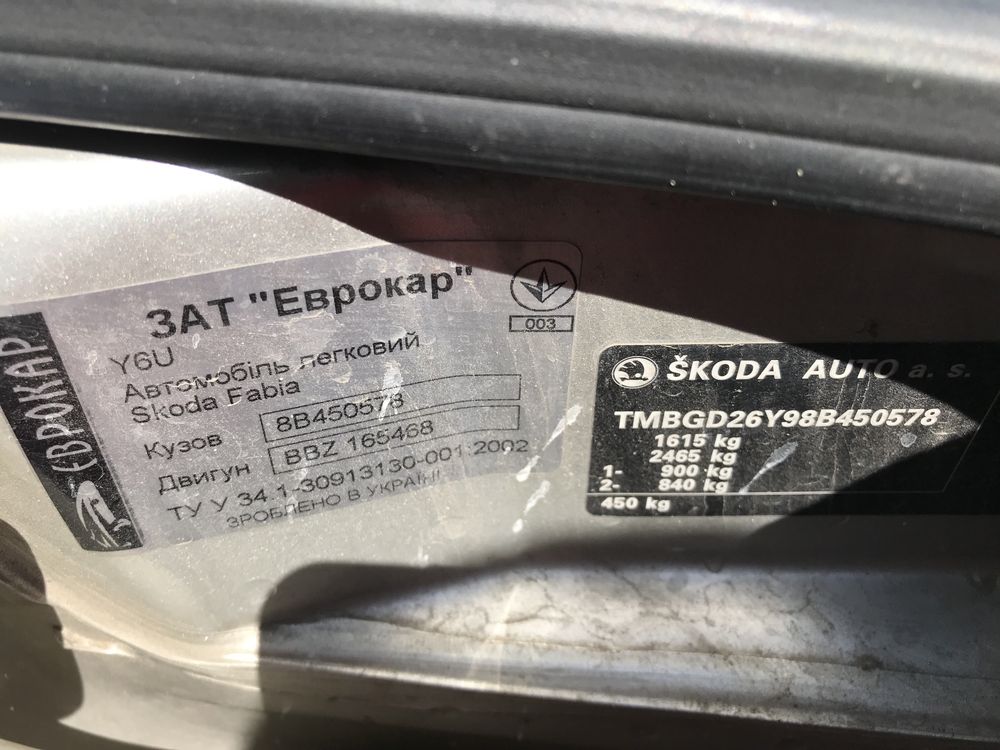 ЄВРОКАР
ЗАТ "Еврокар"
003
Y6U
Автомобіль легковий
Skoda Fabia
Кузов 8B450578
Двигун BBZ 165468
ТУ У 34.1-30913130-001:2002
ЗРОБЛЕНО В УКРАЇНІ
ŠKODA AUTO a. s.
TMBGD26Y98B450578
1615 kg
2465 kg
1- 900 kg
2- 840 kg
450 kg